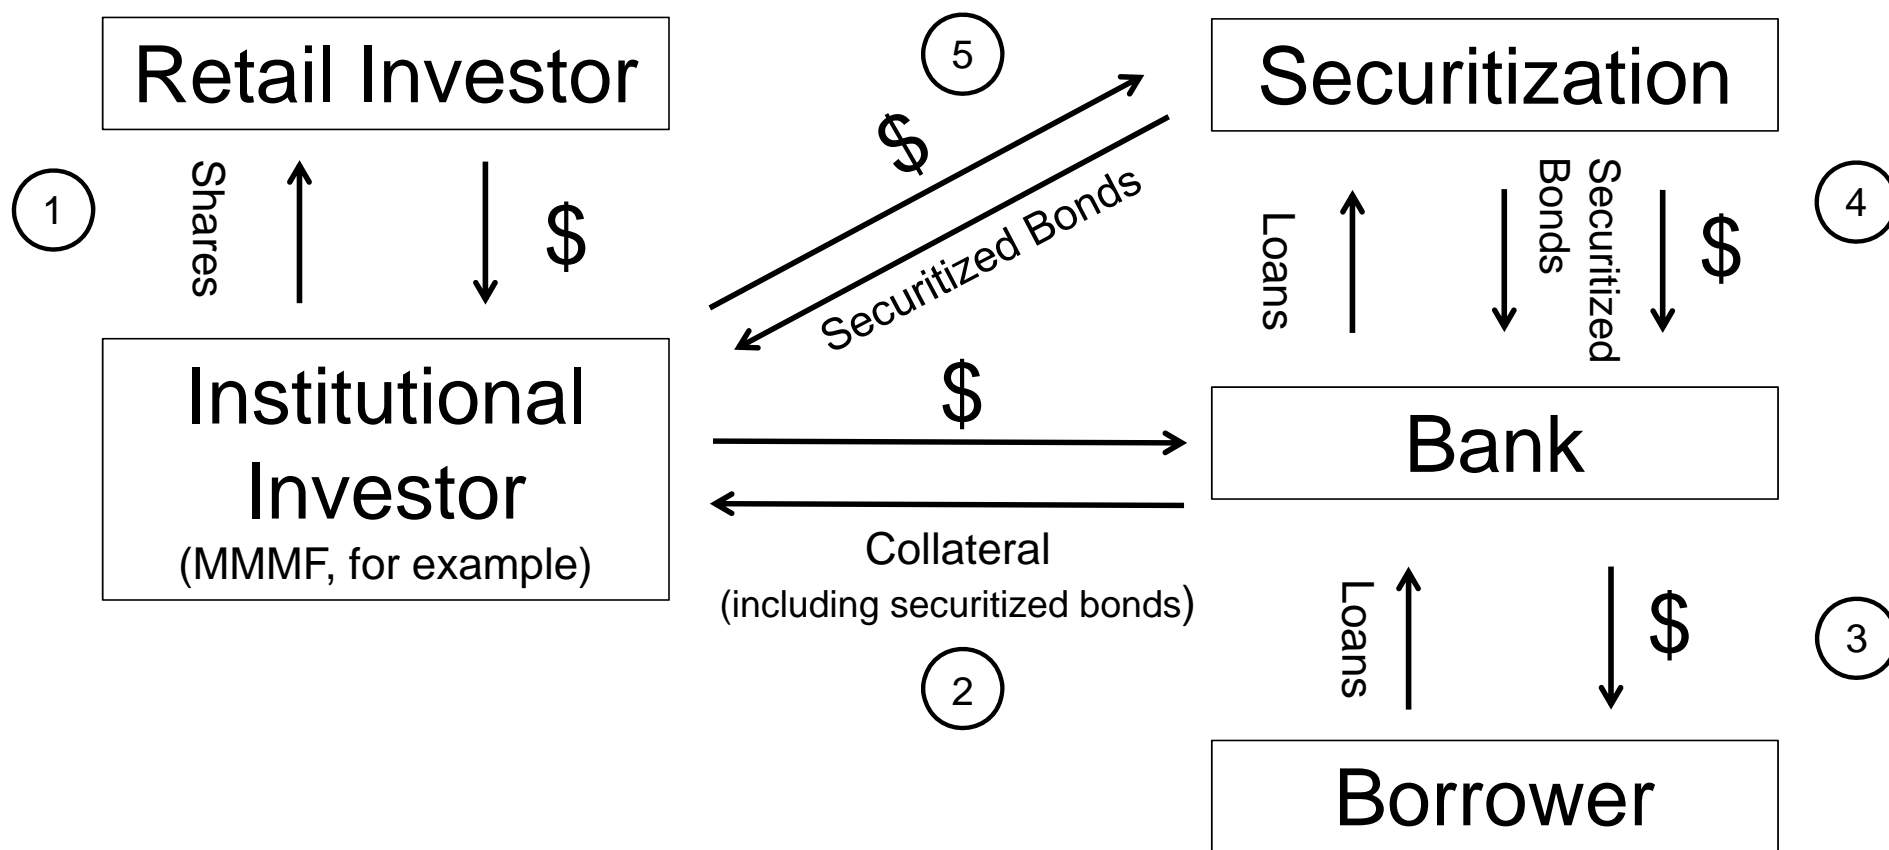 Retail Investor
5
Securitization
1
Shares
$
$
Securitized Bonds
Loans
Securitized
Bonds
$
4
Institutional
Investor
(MMMF, for example)
$
Collateral
(including securitized bonds)
2
Bank
Loans
$
3
Borrower